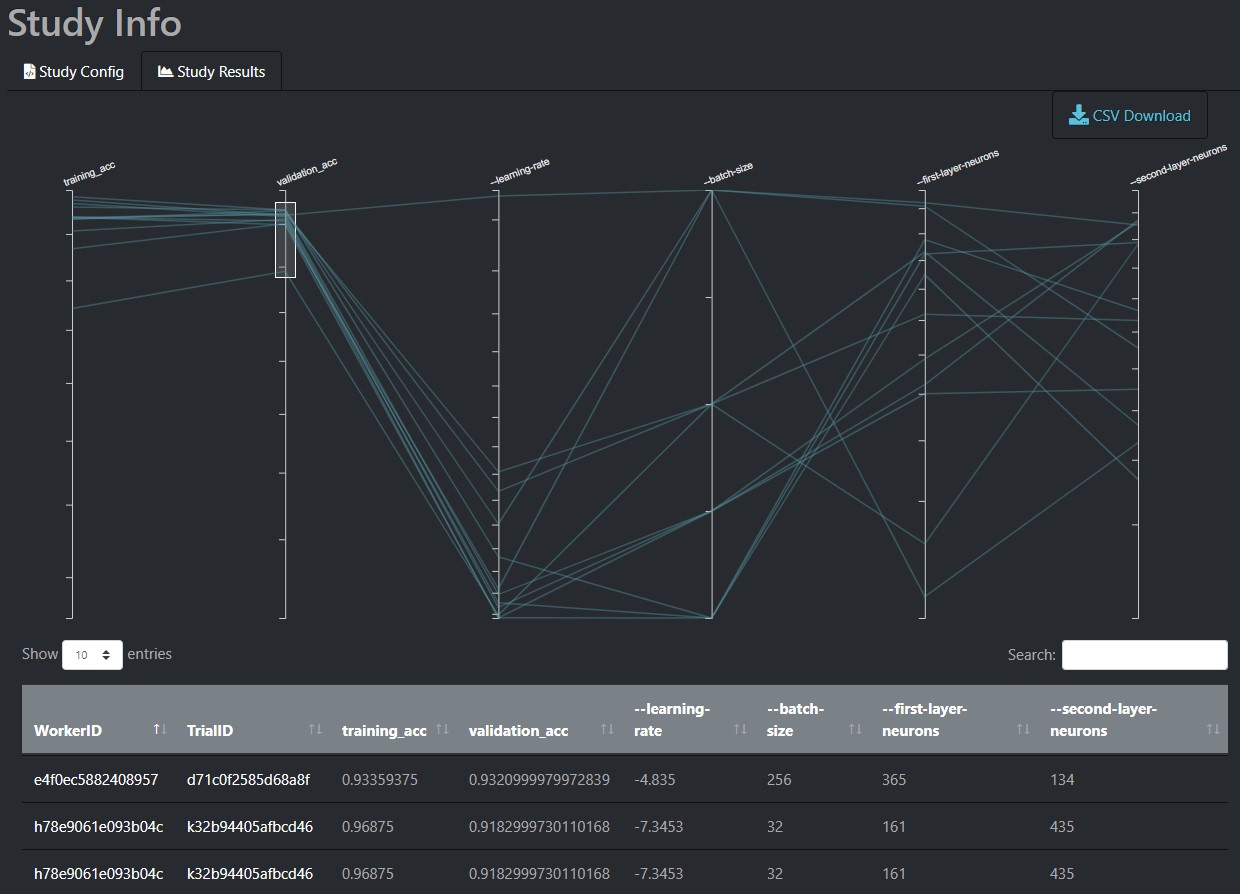 Study Info
Study Config
Study Results
CSV Download
training_acc
validation_acc
--learning-rate
--batch-size
--first-layer-neurons
--second-layer-neurons
Show 10 entries
Search:
WorkerID TrialID training_acc validation_acc --learning-rate --batch-size --first-layer-neurons --second-layer-neurons
e4f0ec5882408957 d71c0f2585d68a8f 0.93359375 0.9320999979972839 -4.835 256 365 134
h78e9061e093b04c k32b94405afbcd46 0.96875 0.9182999730110168 -7.3453 32 161 435
h78e9061e093b04c k32b94405afbcd46 0.96875 0.9182999730110168 -7.3453 32 161 435